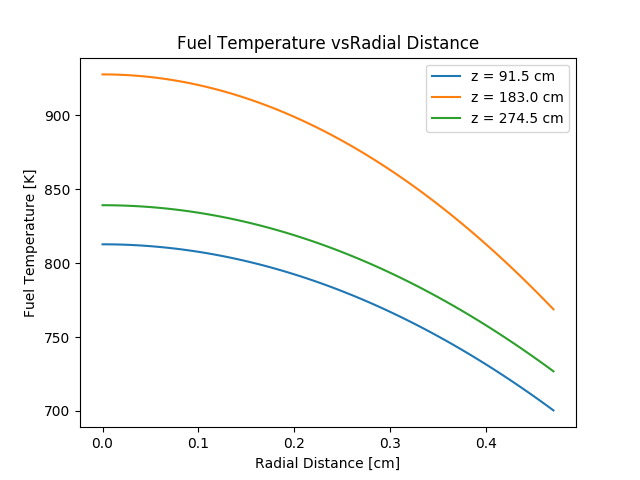 Fuel Temperature vsRadial Distance
z = 91.5 cm
z = 183.0 cm
z = 274.5 cm
Fuel Temperature [K]
900
850
800
750
700
0.0 0.1 0.2 0.3 0.4
Radial Distance [cm]